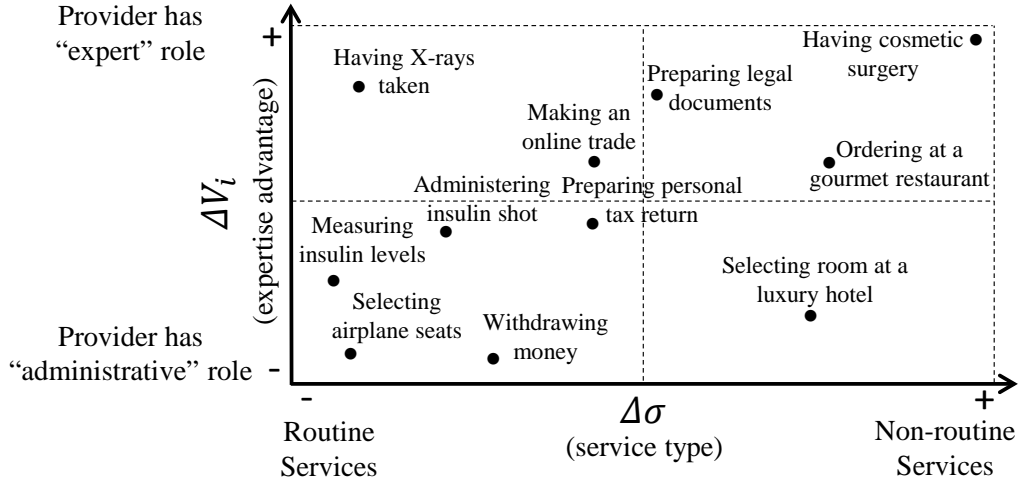 Provider has
“expert” role
+
Having X-rays
taken
Having cosmetic
surgery
Preparing legal
documents
Making an
online trade
Ordering at a
gourmet restaurant
ΔVᵢ
(expertise advantage)
Administering
insulin shot
Preparing personal
tax return
Measuring
insulin levels
Selecting room at a
luxury hotel
Selecting
airplane seats
Withdrawing
money
Provider has
“administrative” role
-
-
Δσ
+
Routine
Services
(service type)
Non-routine
Services